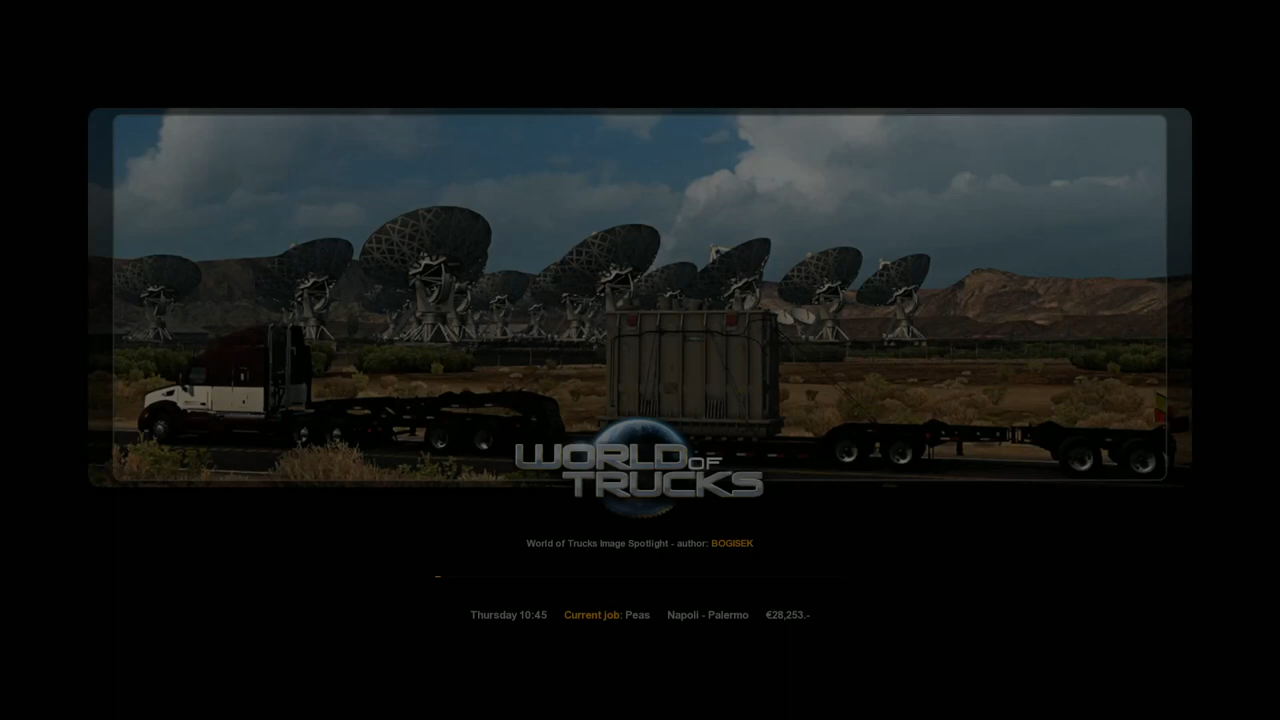 WORLD OF
TRUCKS
World of Trucks Image Spotlight - author: BOGISEK
Thursday 10:45 Current job: Peas Napoli - Palermo €28,253.-